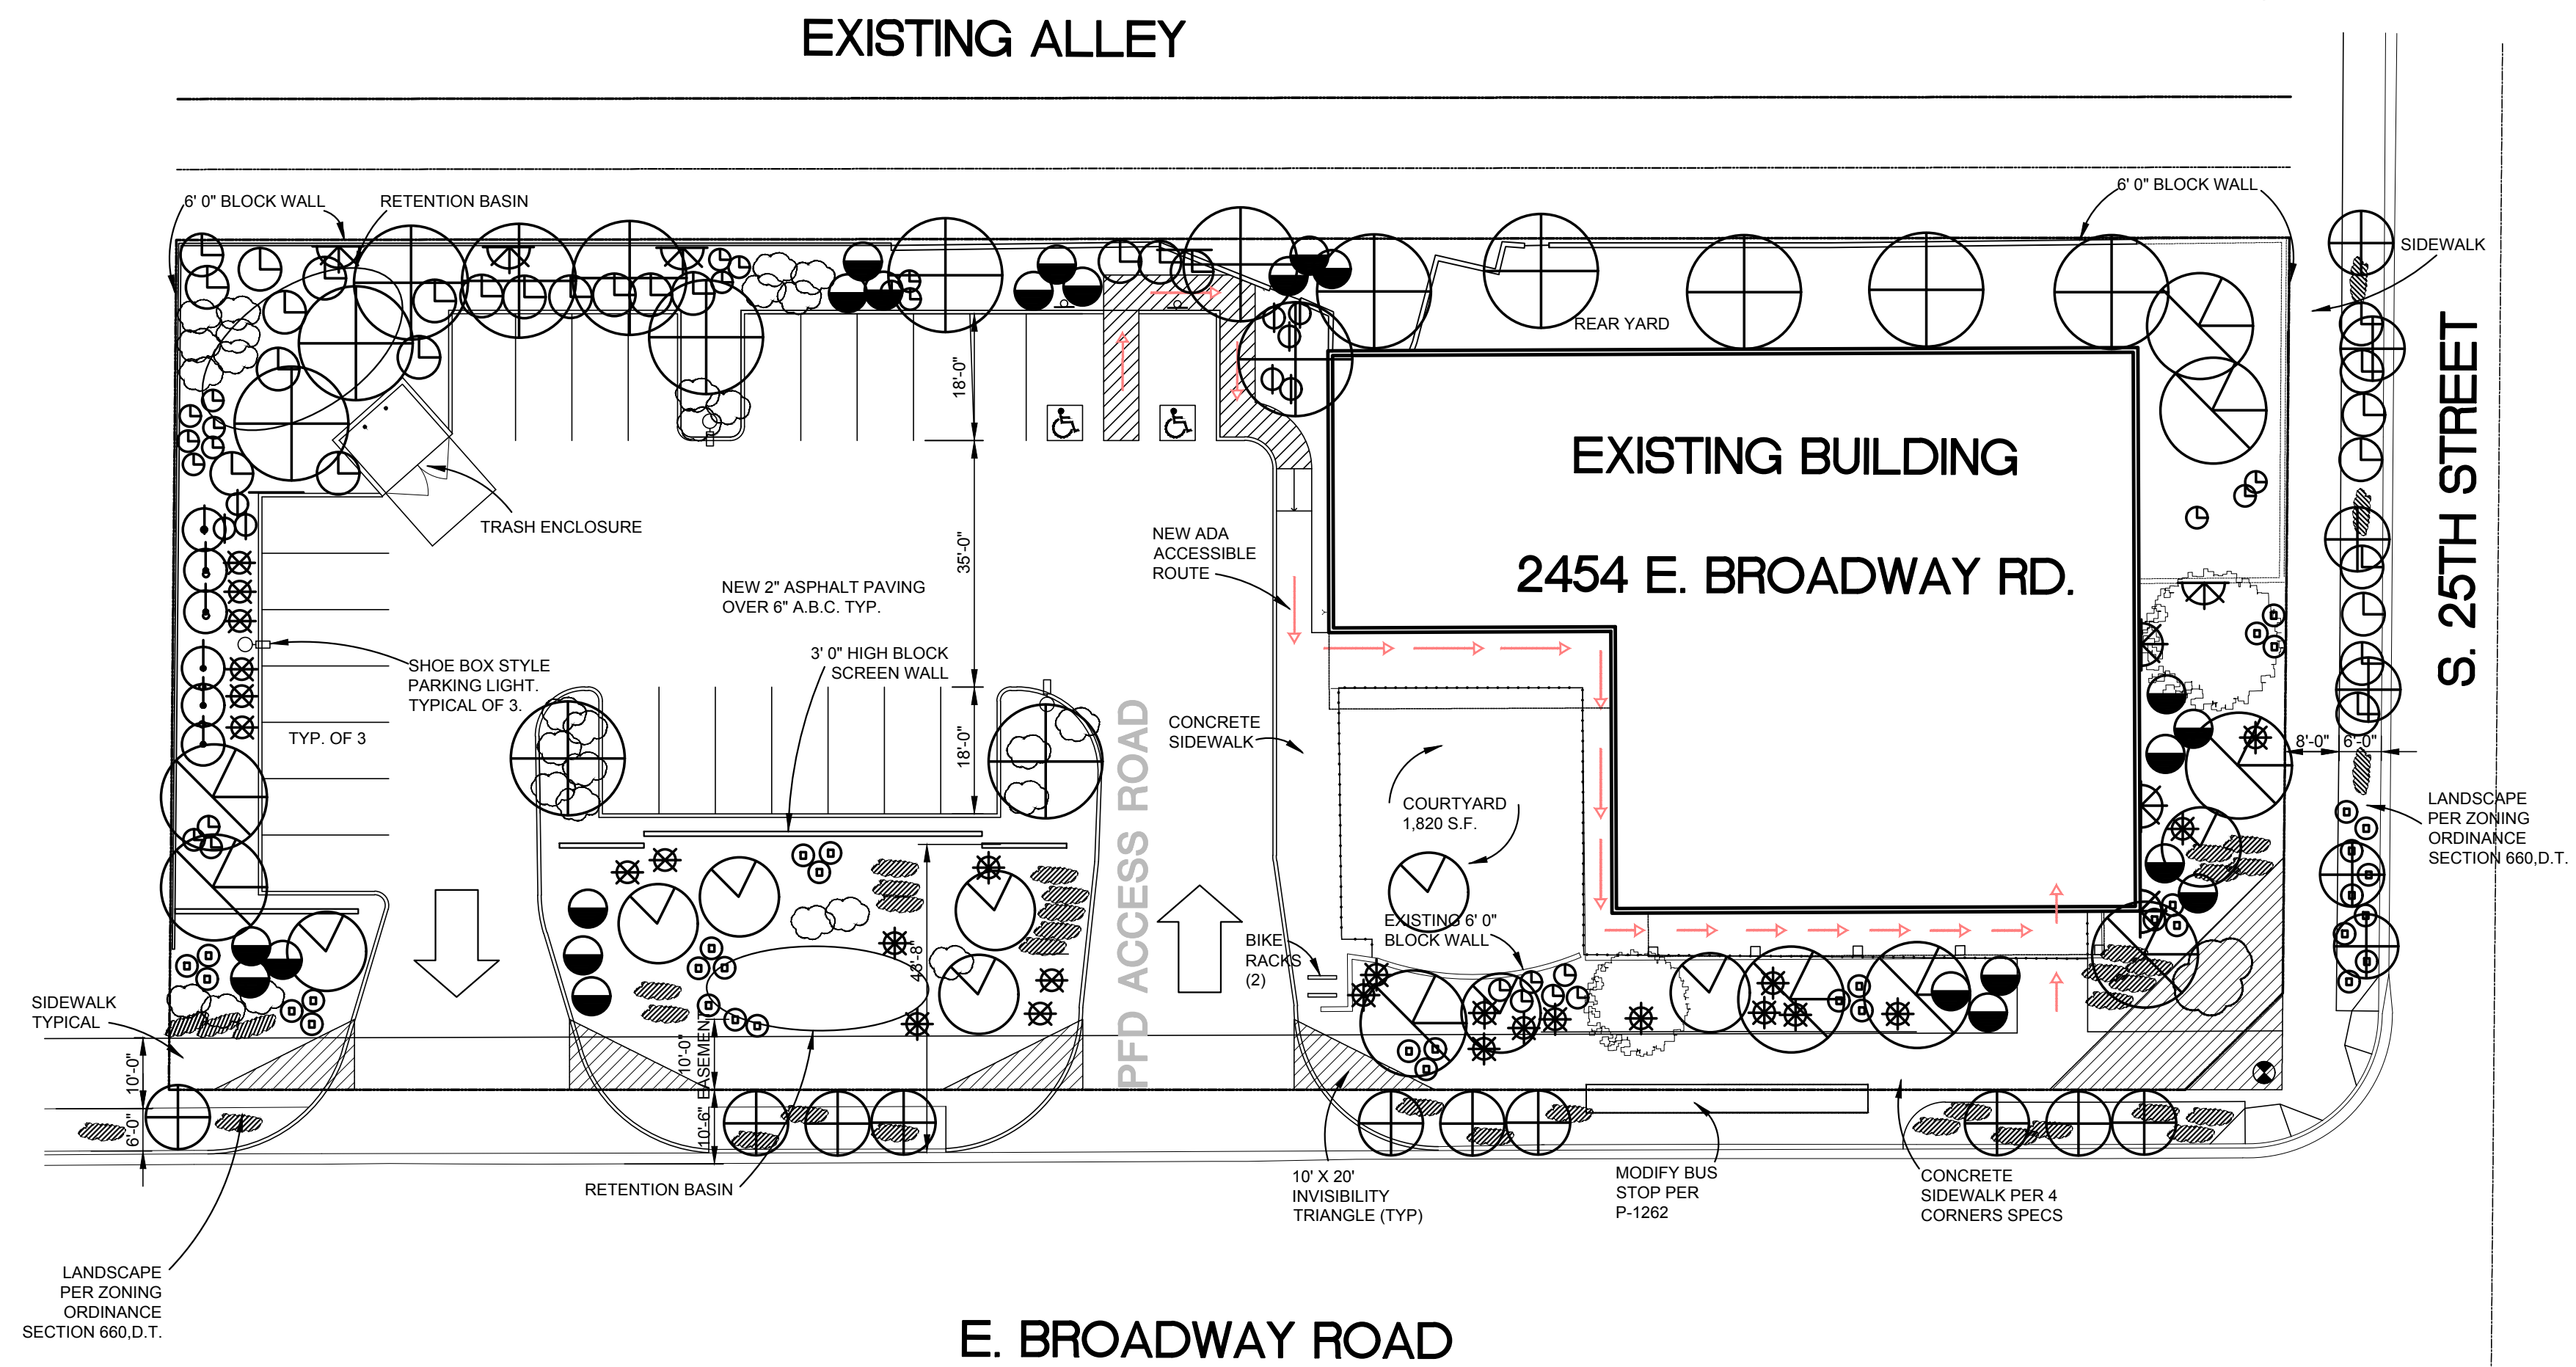 EXISTING ALLEY
6' 0" BLOCK WALL
RETENTION BASIN
6' 0" BLOCK WALL
SIDEWALK
REAR YARD
18'-0"
S. 25TH STREET
EXISTING BUILDING
2454 E. BROADWAY RD.
TRASH ENCLOSURE
35'-0"
NEW ADA
ACCESSIBLE
ROUTE
NEW 2" ASPHALT PAVING
OVER 6" A.B.C. TYP.
3' 0" HIGH BLOCK
SCREEN WALL
SHOE BOX STYLE
PARKING LIGHT.
TYPICAL OF 3.
TYP. OF 3
18'-0"
PFD ACCESS ROAD
CONCRETE
SIDEWALK
8'-0"
6'-0"
COURTYARD
1,820 S.F.
LANDSCAPE
PER ZONING
ORDINANCE
SECTION 660,D.T.
EXISTING 6' 0"
BLOCK WALL
BIKE
RACKS
(2)
43'-8"
SIDEWALK
TYPICAL
10'-0"
6'-0"
10'-0"
10'-6" EASEMENT
RETENTION BASIN
10' X 20'
INVISIBILITY
TRIANGLE (TYP)
MODIFY BUS
STOP PER
P-1262
CONCRETE
SIDEWALK PER 4
CORNERS SPECS
LANDSCAPE
PER ZONING
ORDINANCE
SECTION 660,D.T.
E. BROADWAY ROAD